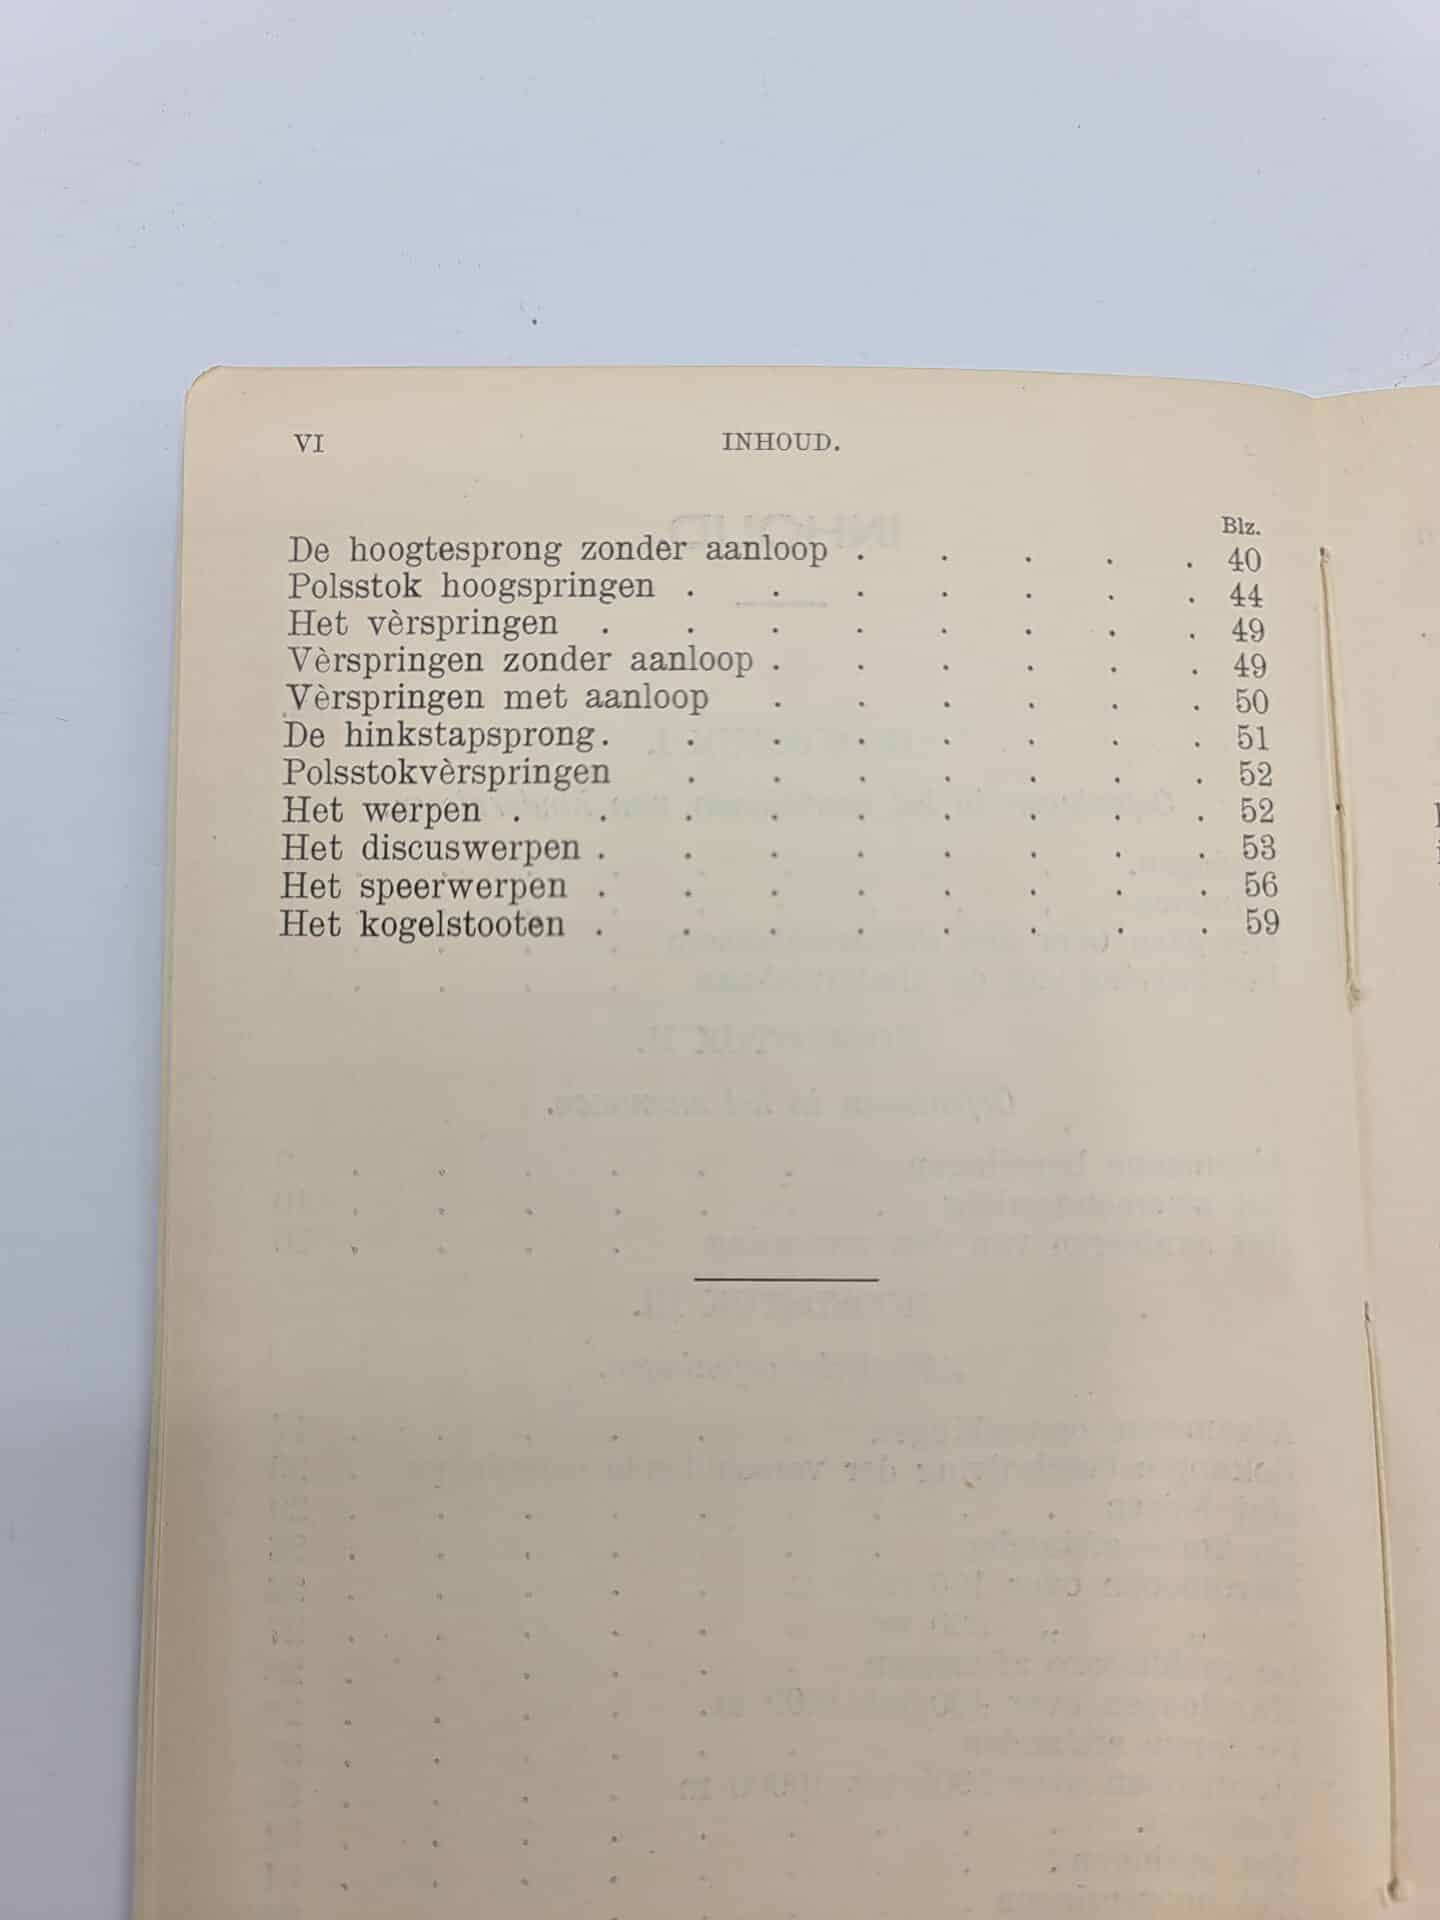 VI INHOUD.
Blz.
De hoogtesprong zonder aanloop . . . . . 40
Polsstok hoogspringen . . . . . . . 44
Het vèrspringen . . . . . . . . 49
Vèrspringen zonder aanloop . . . . . . 49
Vèrspringen met aanloop . . . . . . 50
De hinkstapsprong . . . . . . . . 51
Polsstokvèrspringen . . . . . . . 52
Het werpen . . . . . . . . . 52
Het discuswerpen . . . . . . . . 53
Het speerwerpen . . . . . . . . 56
Het kogelstooten . . . . . . . . 59